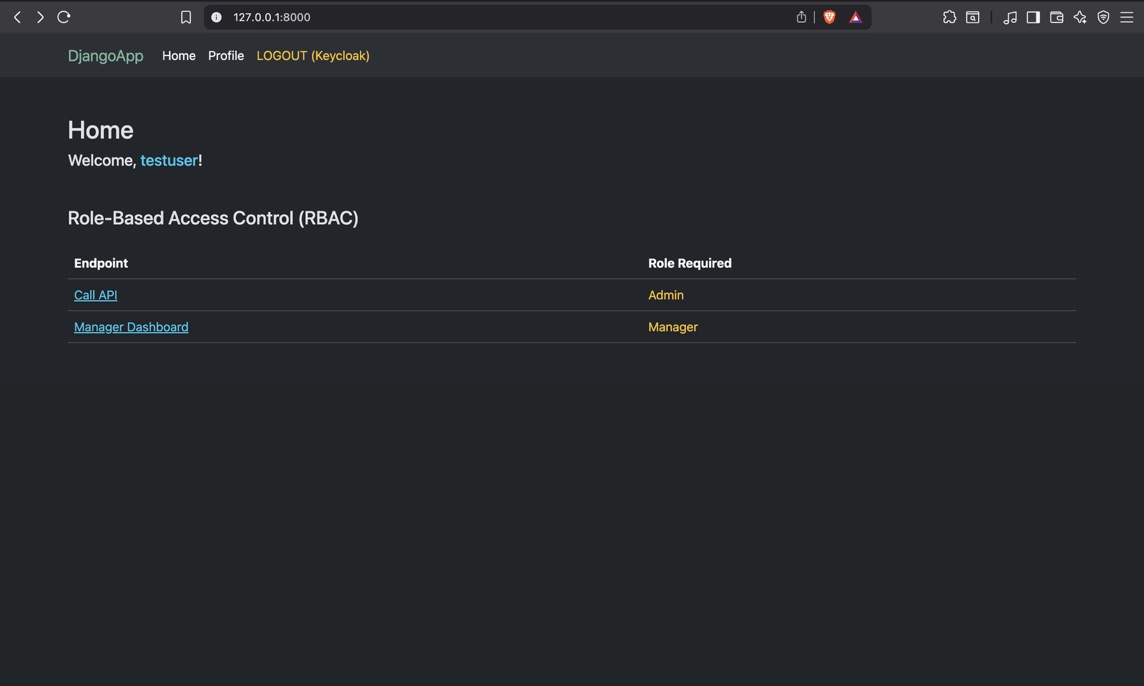 127.0.0.1:8000
DjangoApp Home Profile LOGOUT (Keycloak)
Home
Welcome, testuser!
Role-Based Access Control (RBAC)
Endpoint Role Required
Call API Admin
Manager Dashboard Manager